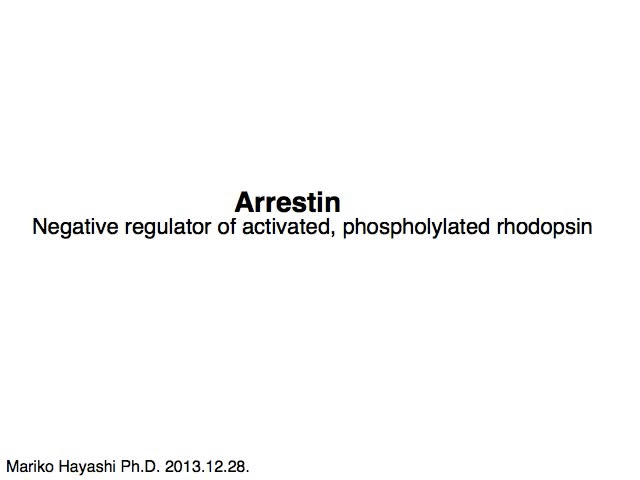 Arrestin
Negative regulator of activated, phospholylated rhodopsin
Mariko Hayashi Ph.D. 2013.12.28.